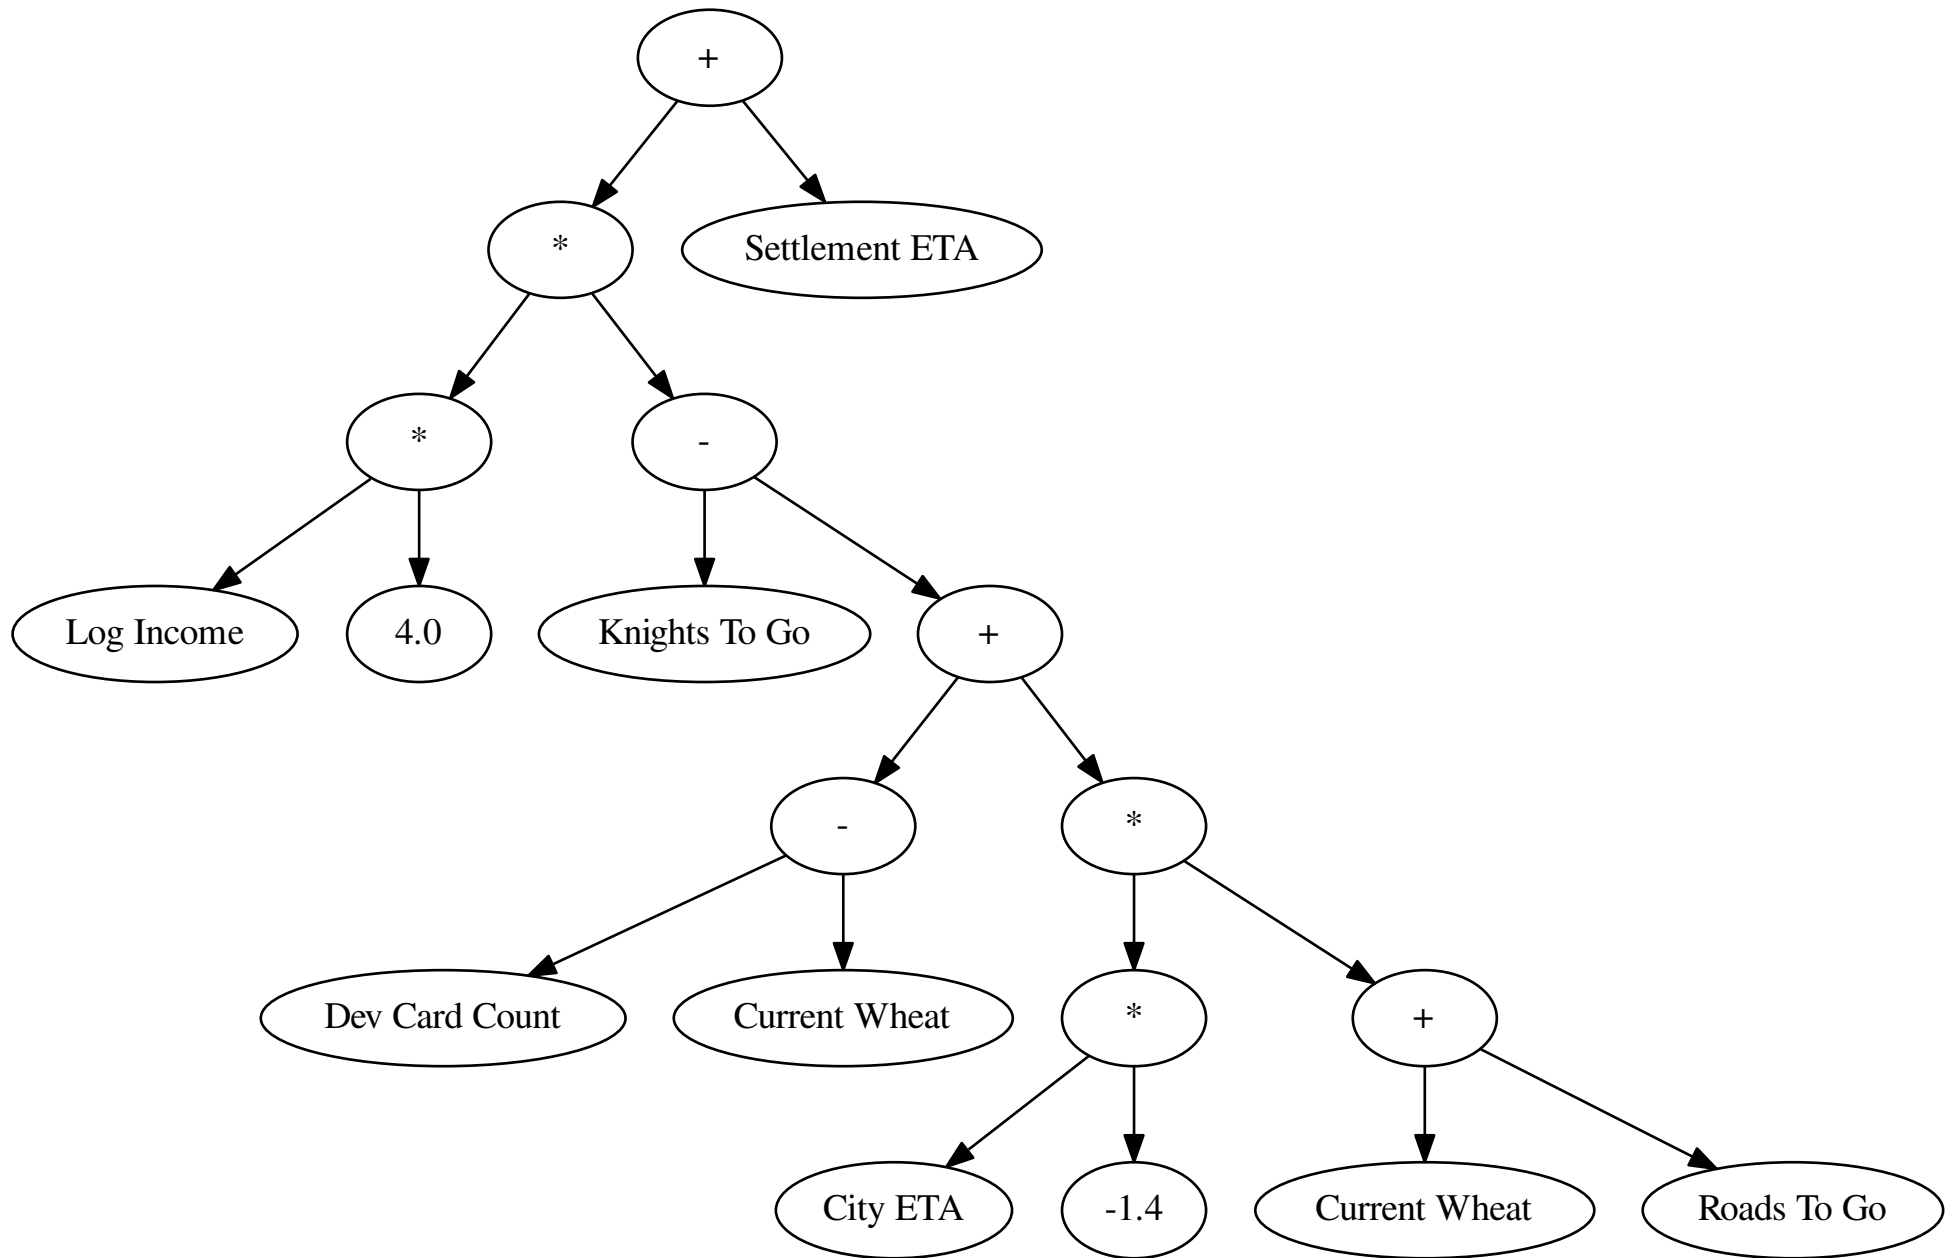 +
*
Settlement ETA
*
-
Log Income
4.0
Knights To Go
+
-
*
Dev Card Count
Current Wheat
*
+
City ETA
-1.4
Current Wheat
Roads To Go